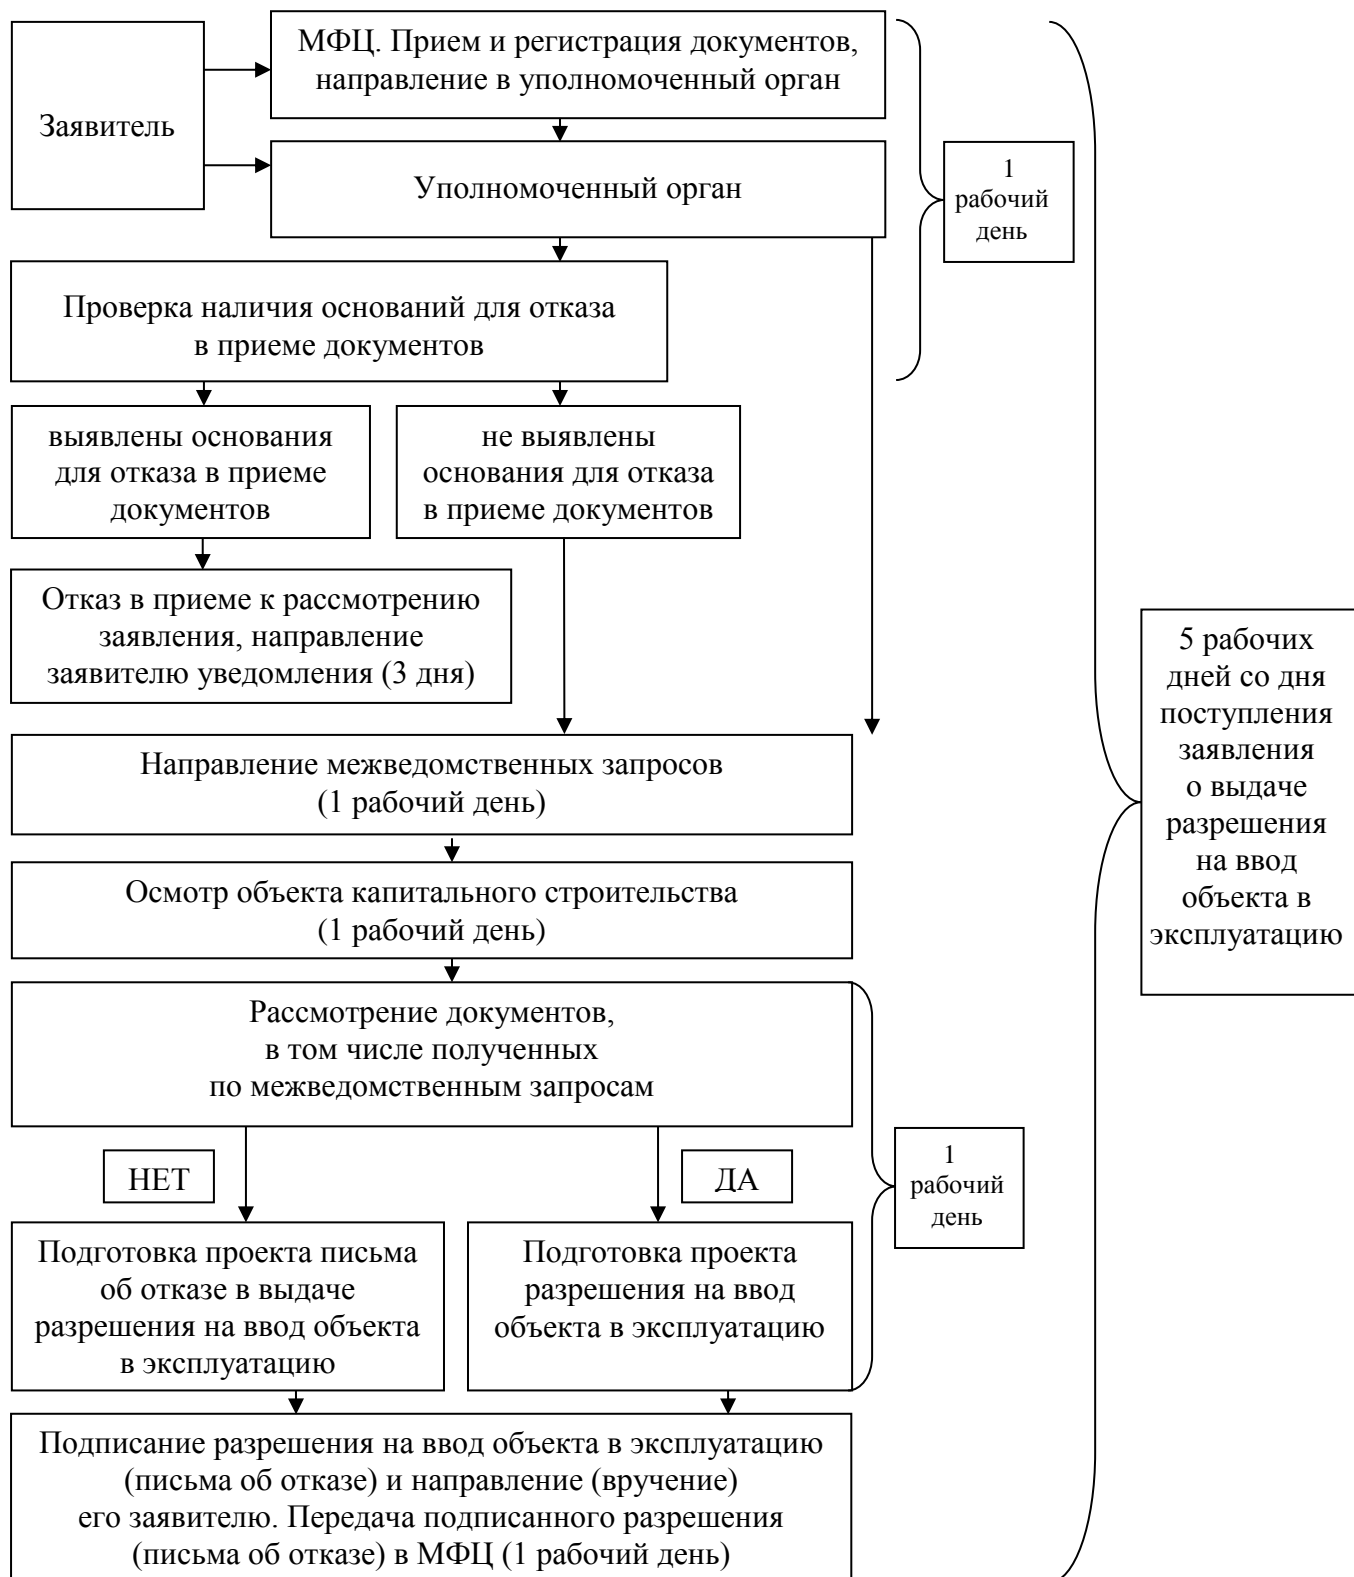 МФЦ. Прием и регистрация документов,
направление в уполномоченный орган
Заявитель
Уполномоченный орган
1
рабочий
день
Проверка наличия оснований для отказа
в приеме документов
выявлены основания
для отказа в приеме
документов
не выявлены
основания для отказа
в приеме документов
Отказ в приеме к рассмотрению
заявления, направление
заявителю уведомления (3 дня)
5 рабочих
дней со дня
поступления
заявления
о выдаче
разрешения
на ввод
объекта в
эксплуатацию
Направление межведомственных запросов
(1 рабочий день)
Осмотр объекта капитального строительства
(1 рабочий день)
Рассмотрение документов,
в том числе полученных
по межведомственным запросам
НЕТ
ДА
1
рабочий
день
Подготовка проекта письма
об отказе в выдаче
разрешения на ввод объекта
в эксплуатацию
Подготовка проекта
разрешения на ввод
объекта в эксплуатацию
Подписание разрешения на ввод объекта в эксплуатацию
(письма об отказе) и направление (вручение)
его заявителю. Передача подписанного разрешения
(письма об отказе) в МФЦ (1 рабочий день)